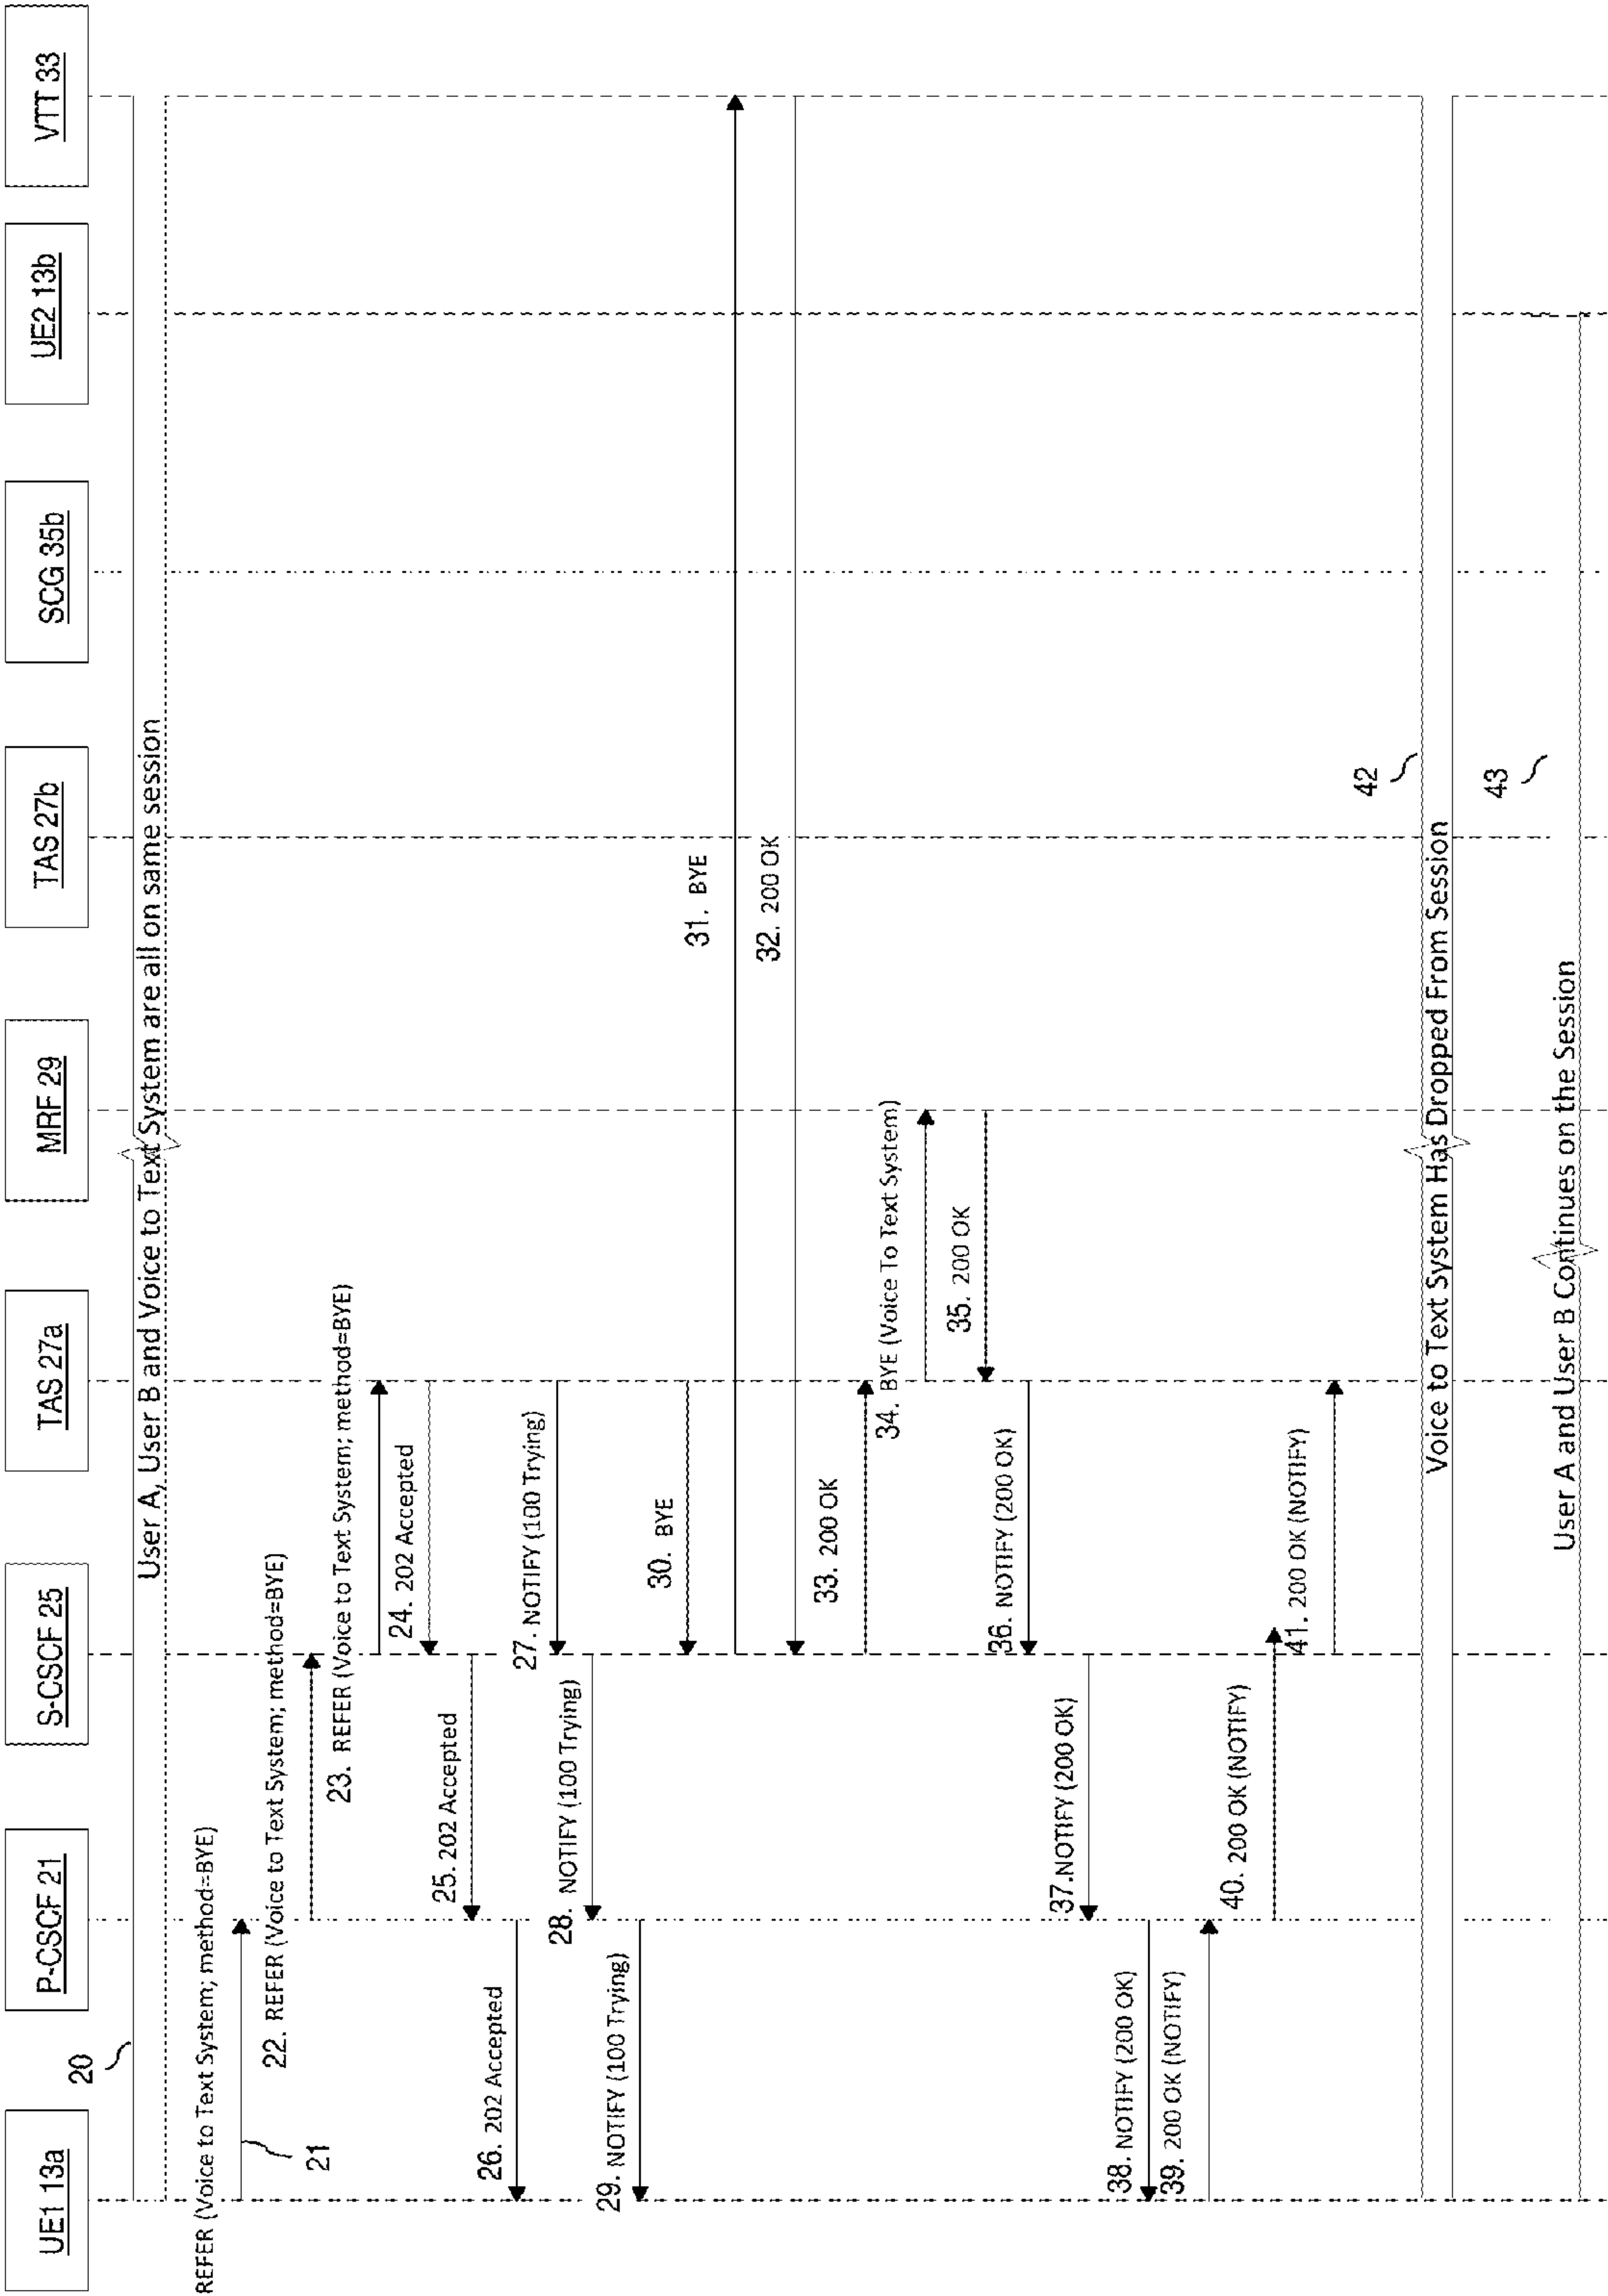 UE1 13a
P-CSCF 21
S-CSCF 25
TAS 27a
MRF 29
TAS 27b
SCG 35b
UE2 13b
VTT 33
20
User A, User B and Voice to Text System are all on same session
REFER (Voice to Text System; method=BYE)
21
22. REFER (Voice to Text System; method=BYE)
23. REFER (Voice to Text System; method=BYE)
24. 202 Accepted
25. 202 Accepted
26. 202 Accepted
27. NOTIFY (100 Trying)
28. NOTIFY (100 Trying)
29. NOTIFY (100 Trying)
30. BYE
31. BYE
32. 200 OK
33. 200 OK
34. BYE (Voice To Text System)
35. 200 OK
36. NOTIFY (200 OK)
37.NOTIFY (200 OK)
38. NOTIFY (200 OK)
39. 200 OK (NOTIFY)
40. 200 OK (NOTIFY)
41. 200 OK (NOTIFY)
42
Voice to Text System Has Dropped From Session
43
User A and User B Continues on the Session